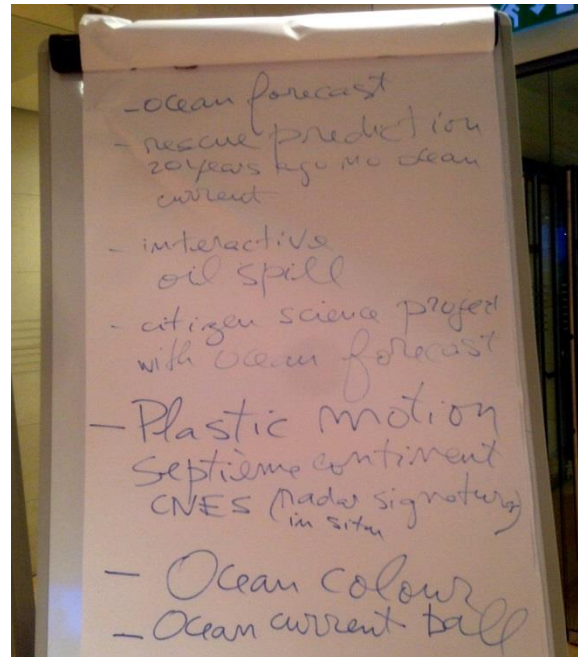 - ocean forecast
- rescue prediction
20 years ago no ocean
current
- interactive
oil spill
- citizen science project
with ocean forecast
- Plastic motion
septième continent
CNES (radar signature)
in situ
- Ocean colour
- Ocean current ball